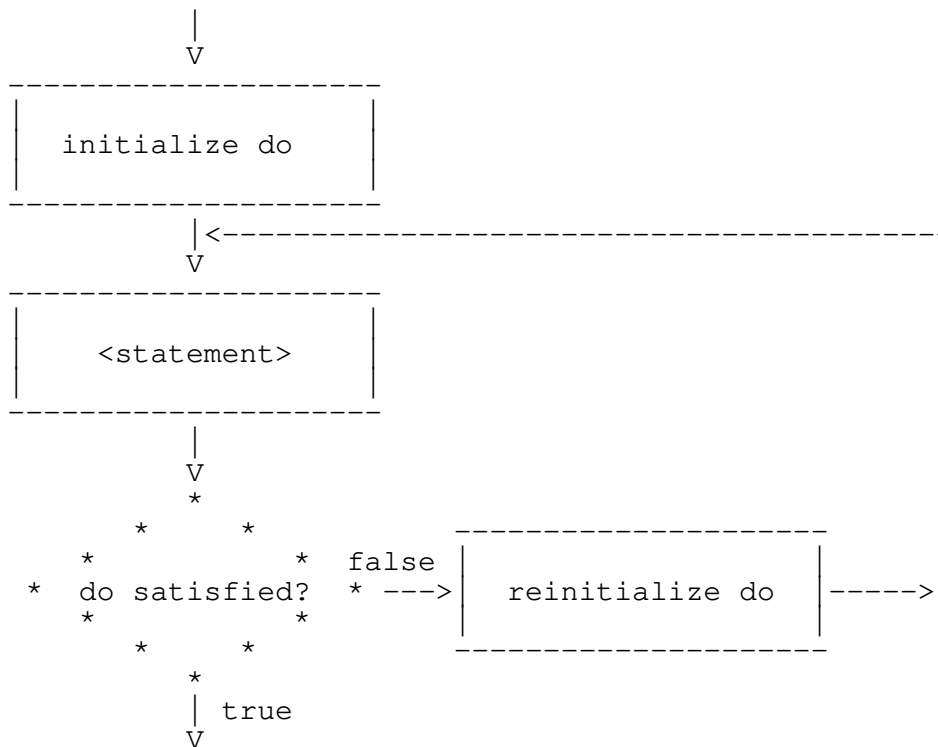 initialize do
<statement>
false
do satisfied?
reinitialize do
true